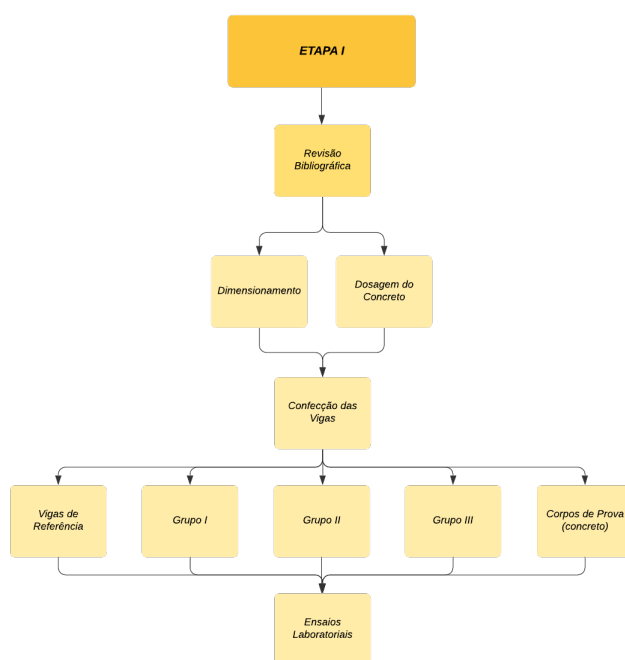 ETAPA I
Revisão
Bibliográfica
Dimensionamento
Dosagem do
Concreto
Confecção das
Vigas
Vigas de
Referência
Grupo I
Grupo II
Grupo III
Corpos de Prova
(concreto)
Ensaios
Laboratoriais